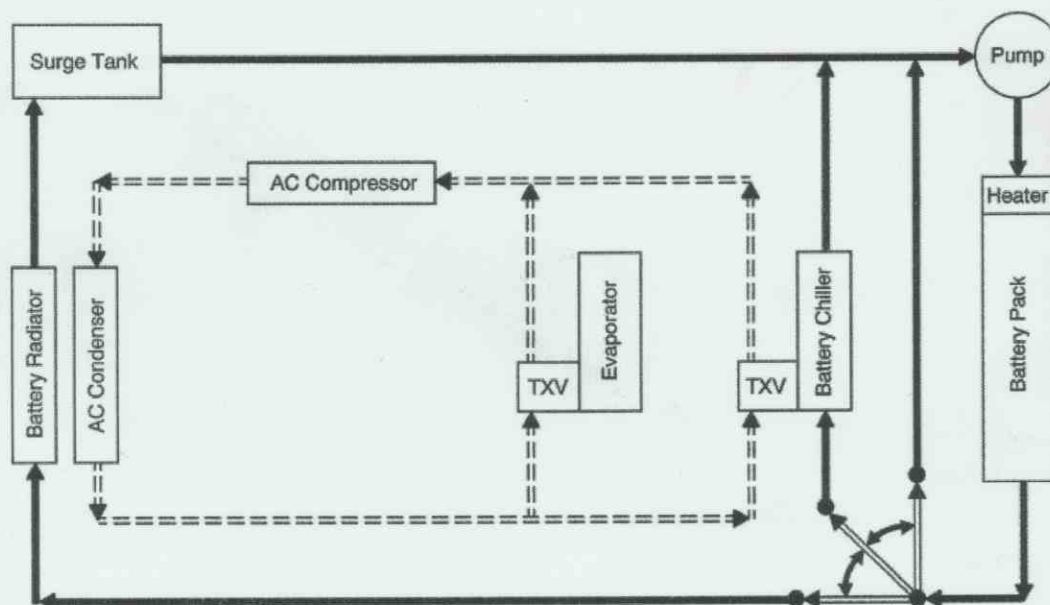 Surge Tank
Pump
AC Compressor
Heater
Battery Radiator
AC Condenser
TXV
Evaporator
TXV
Battery Chiller
Battery Pack